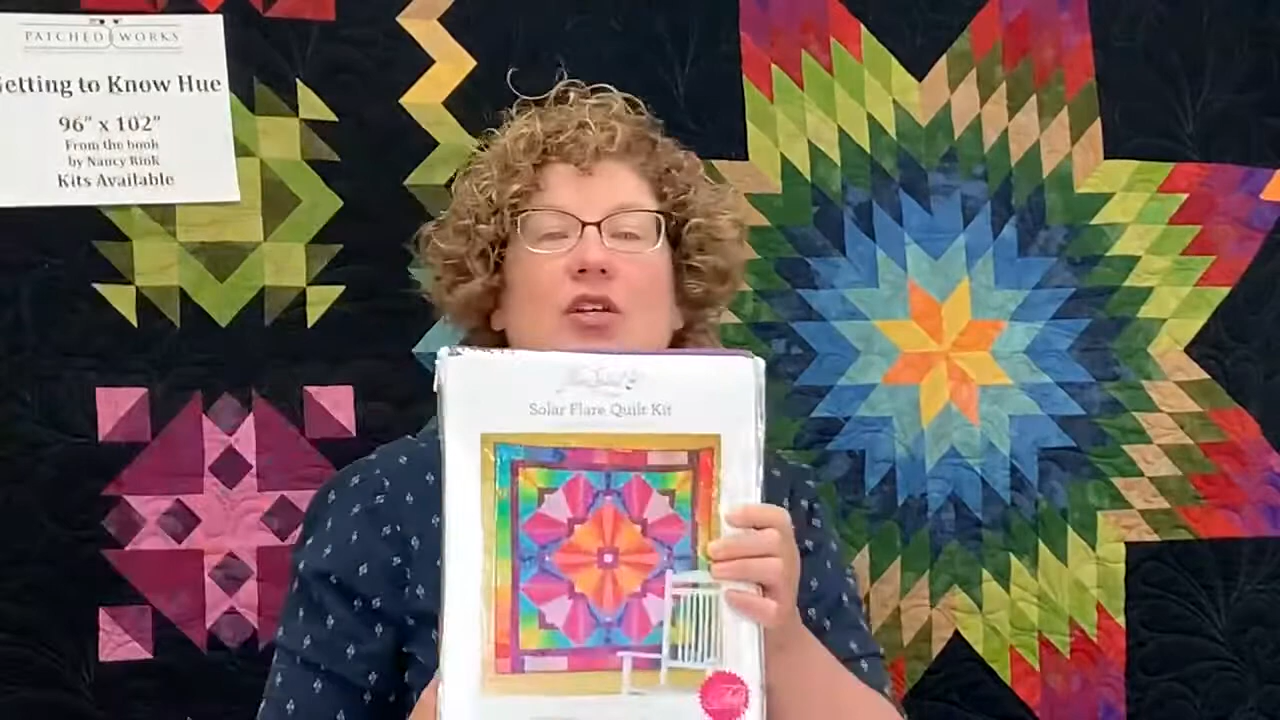 PATCHED WORKS
Getting to Know Hue
96" x 102"
From the book
by Nancy Rink
Kits Available
Solar Flare Quilt Kit